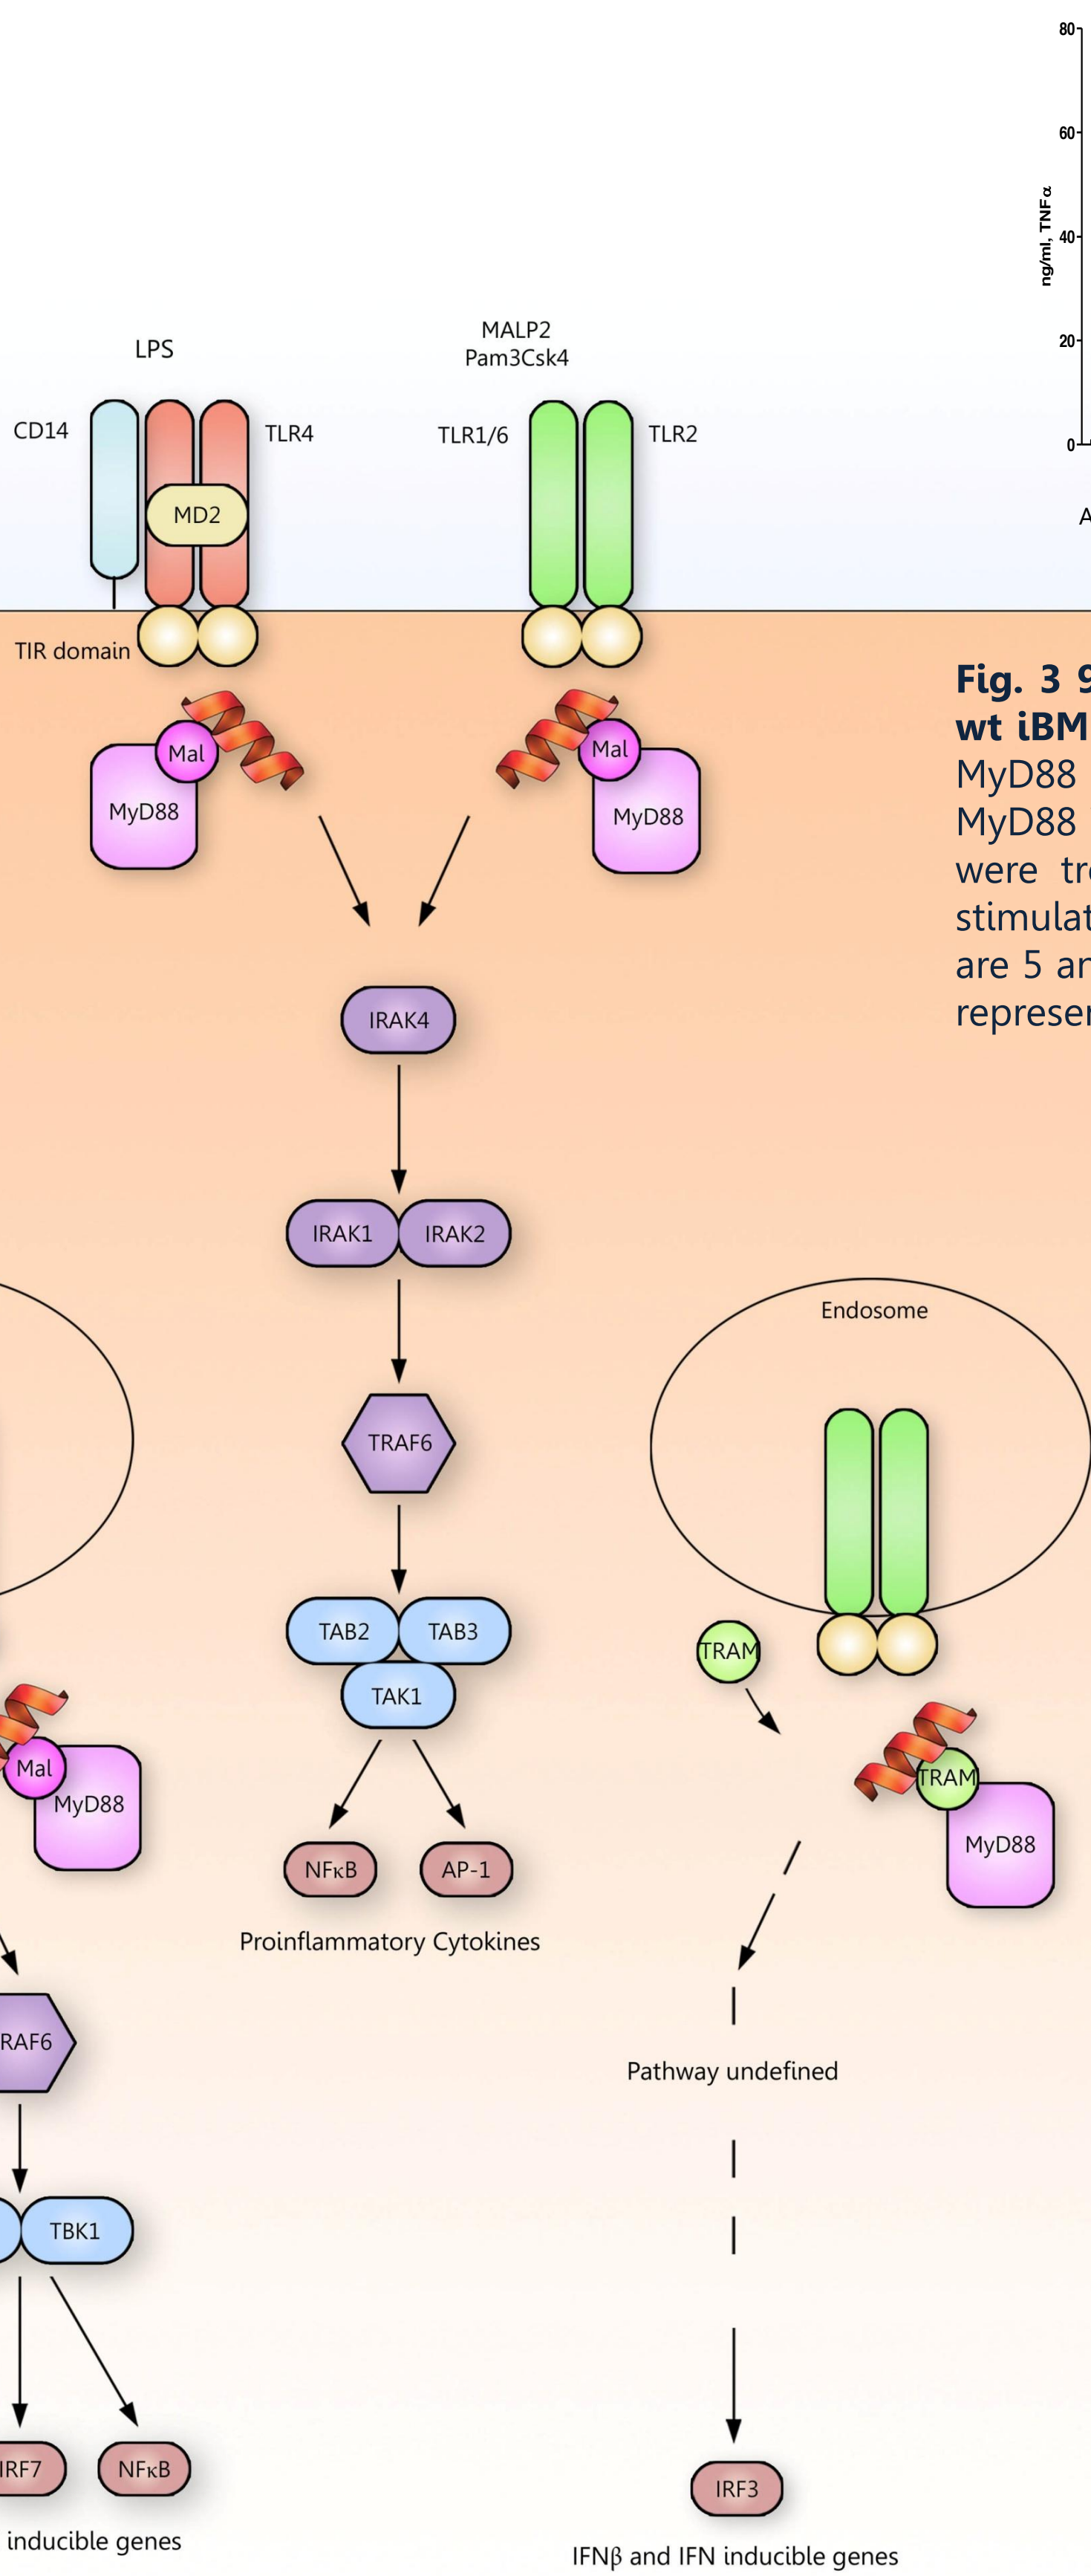 80
60
40
20
0
ng/ml, TNFα
A
LPS
MALP2
Pam3Csk4
CD14
TLR4
TLR1/6
TLR2
MD2
TIR domain
Mal
MyD88
Mal
MyD88
Fig. 3 9
wt iBM
MyD88
MyD88
were tre
stimulat
are 5 an
represen
IRAK4
IRAK1
IRAK2
Endosome
TRAF6
TAB2
TAB3
TAK1
TRAM
TRAM
MyD88
Mal
MyD88
NFκB
AP-1
Proinflammatory Cytokines
RAF6
Pathway undefined
TBK1
IRF7
NFκB
IRF3
inducible genes
IFNβ and IFN inducible genes